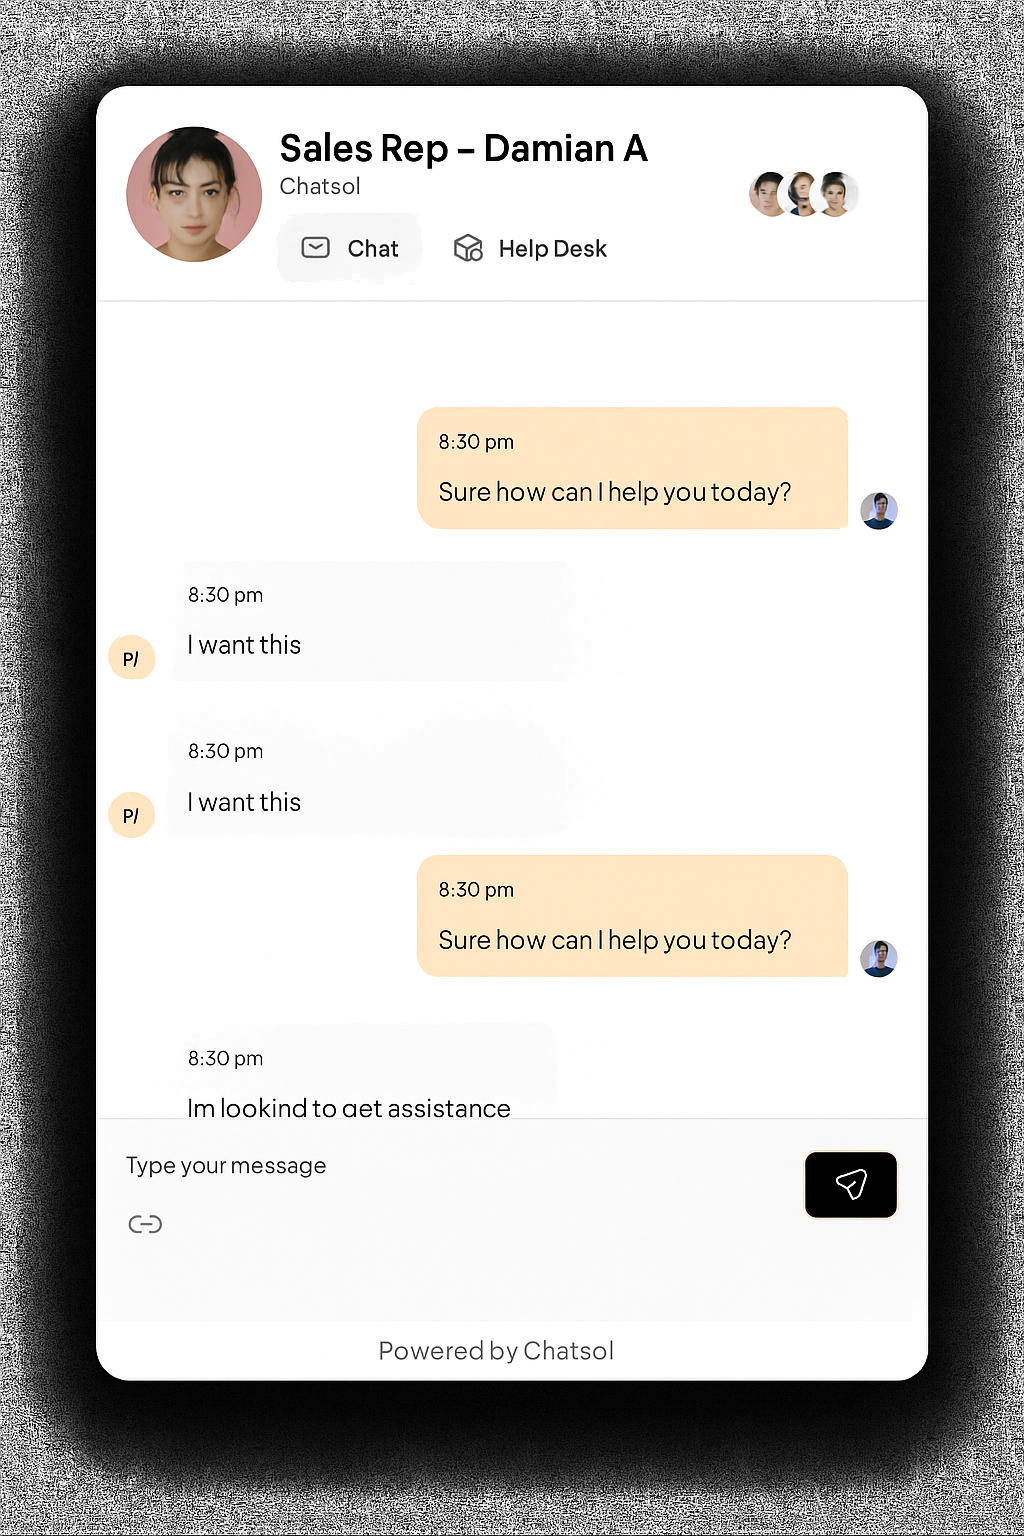 Sales Rep – Damian A
Chatsol
Chat
Help Desk
8:30 pm
Sure how can I help you today?
8:30 pm
I want this
P/
8:30 pm
I want this
P/
8:30 pm
Sure how can I help you today?
8:30 pm
Im lookind to get assistance
Type your message
Powered by Chatsol